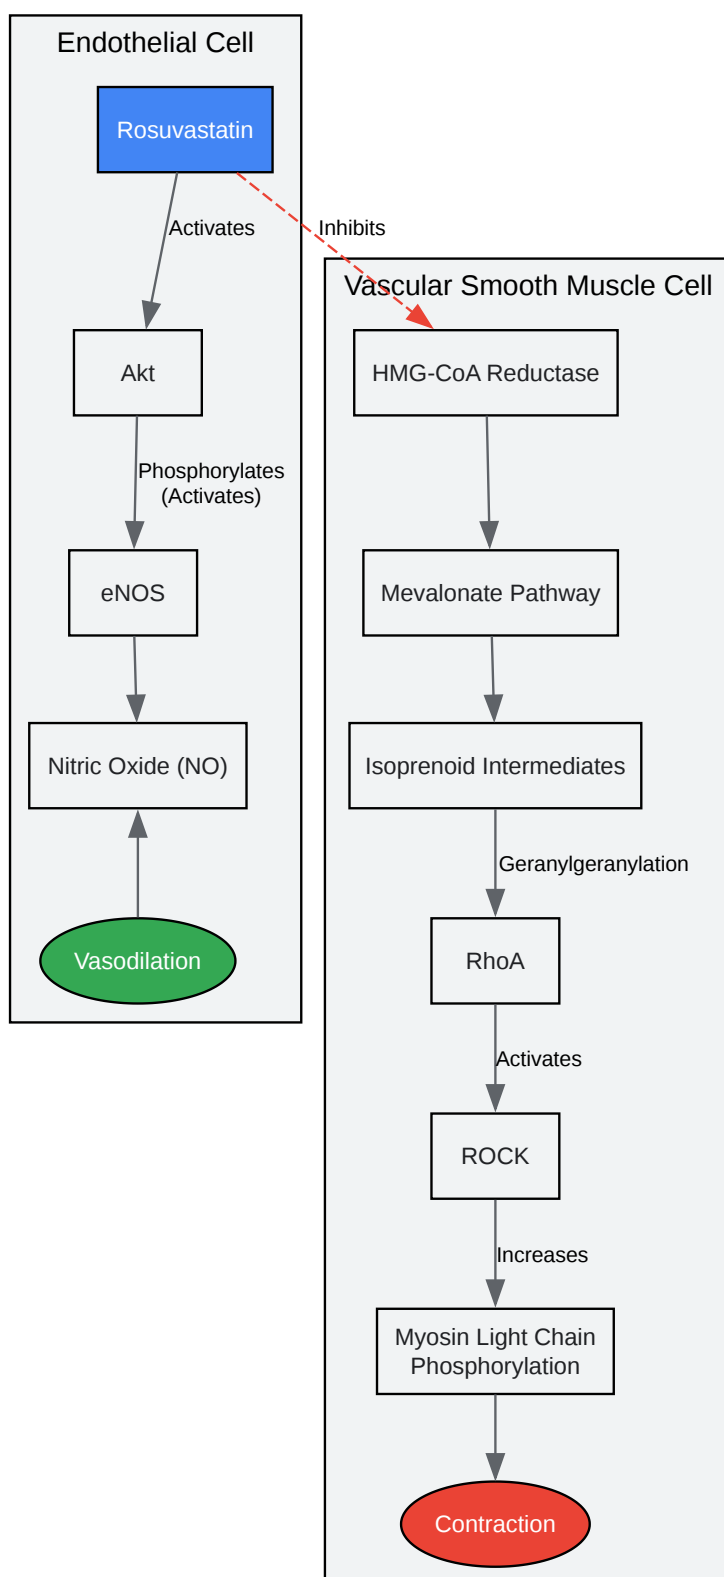 Endothelial Cell
Rosuvastatin
Activates
Inhibits
Vascular Smooth Muscle Cell
Akt
HMG-CoA Reductase
Phosphorylates
(Activates)
eNOS
Mevalonate Pathway
Nitric Oxide (NO)
Isoprenoid Intermediates
Geranylgeranylation
Vasodilation
RhoA
Activates
ROCK
Increases
Myosin Light Chain
Phosphorylation
Contraction